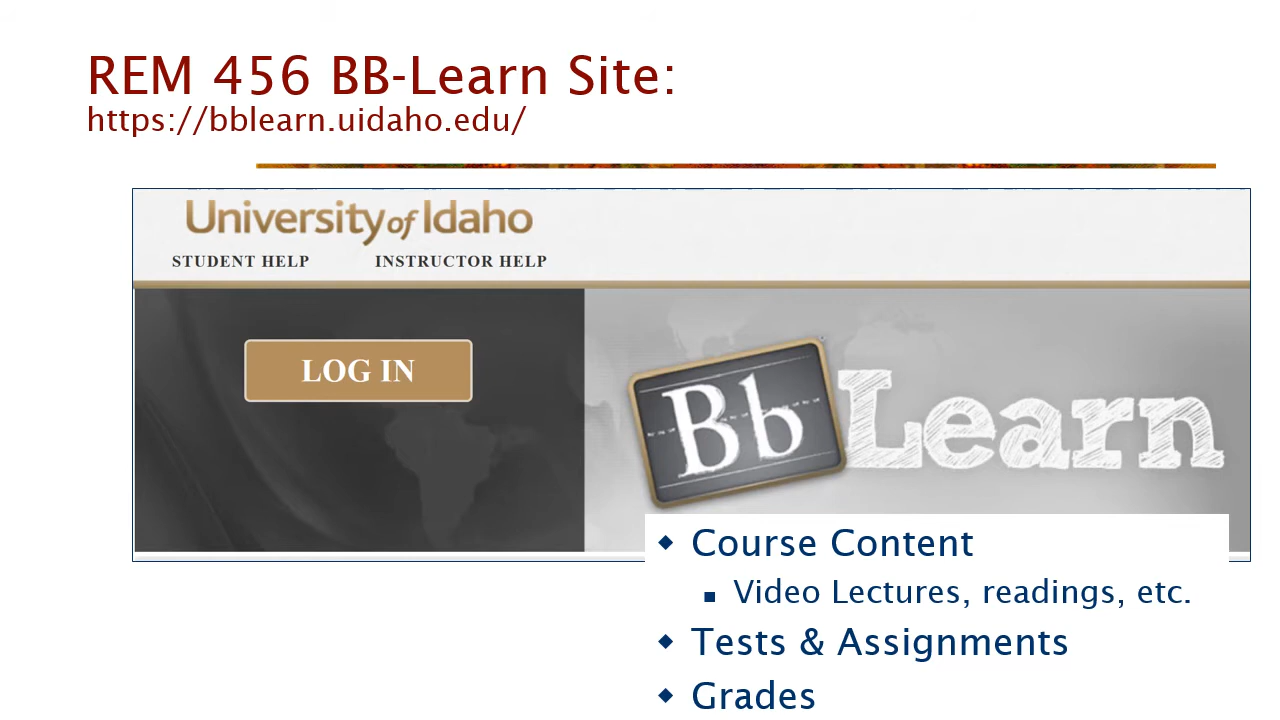 REM 456 BB-Learn Site:
https://bblearn.uidaho.edu/
University of Idaho
STUDENT HELP INSTRUCTOR HELP
LOG IN
Bb Learn
Course Content
Video Lectures, readings, etc.
Tests & Assignments
Grades